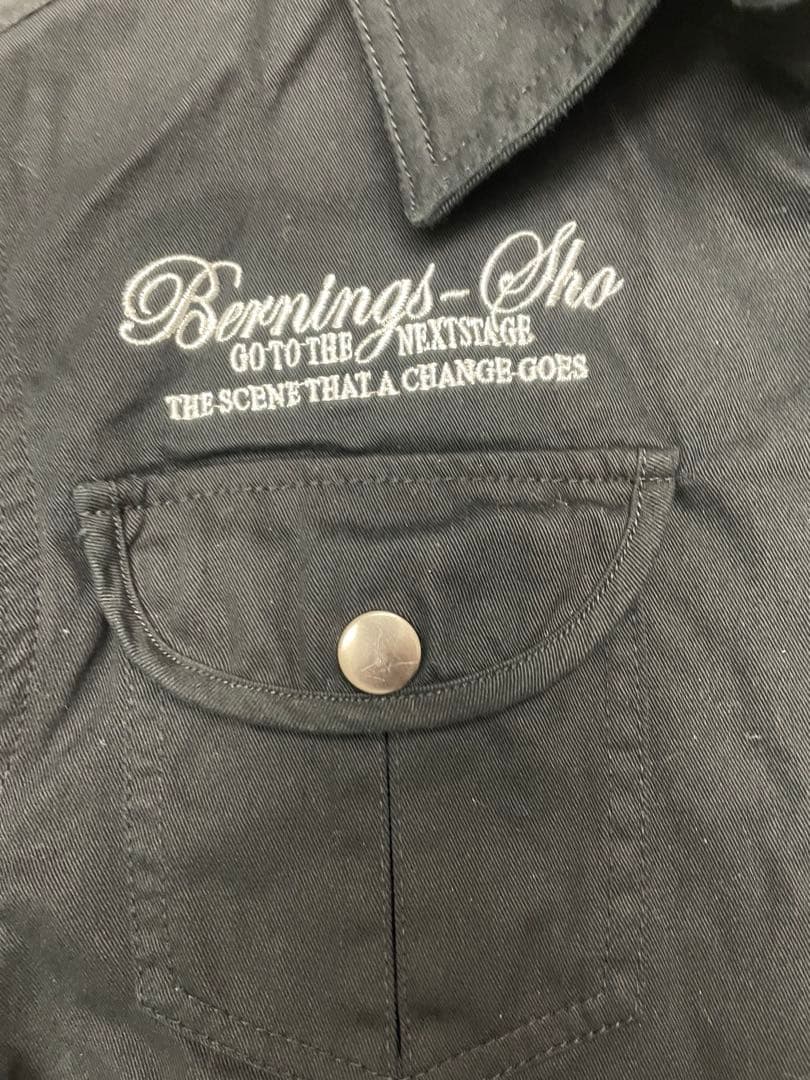 Bernings-Sho
GO TO THE NEXTSTAGE
THE SCENE THAT A CHANGE GOES